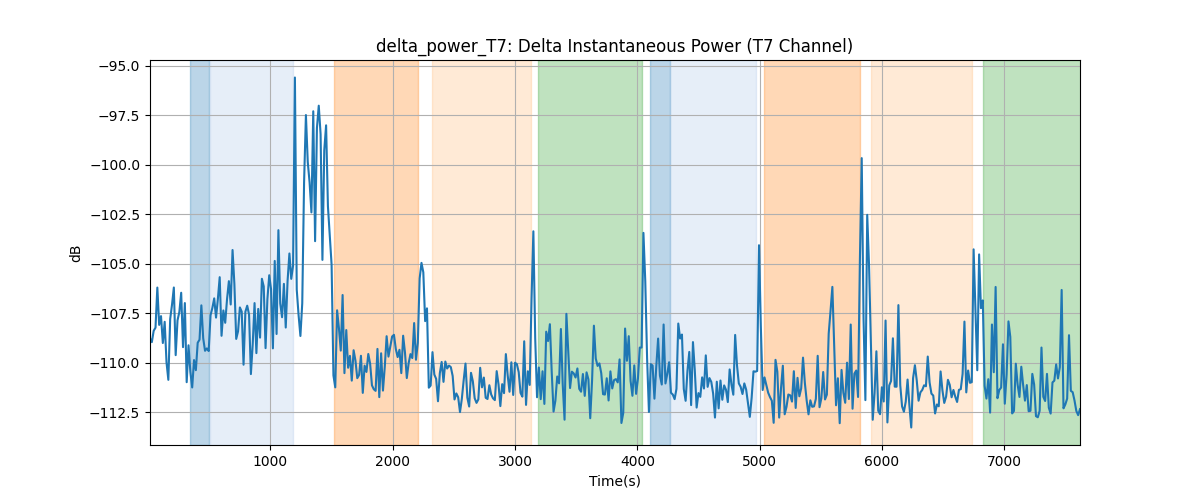 delta_power_T7: Delta Instantaneous Power (T7 Channel)
−95.0
−97.5
−100.0
−102.5
−105.0
−107.5
−110.0
−112.5
dB
1000 2000 3000 4000 5000 6000 7000
Time(s)